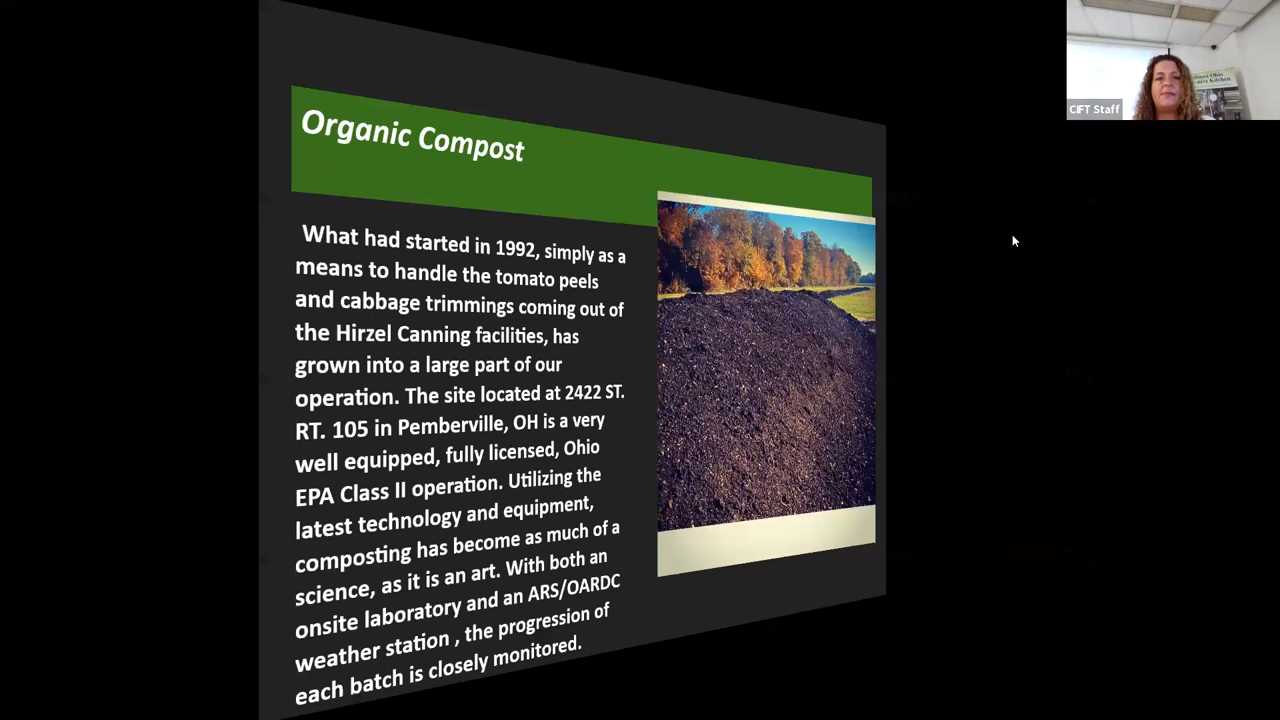 Organic Compost
What had started in 1992, simply as a
means to handle the tomato peels
and cabbage trimmings coming out of
the Hirzel Canning facilities, has
grown into a large part of our
operation. The site located at 2422 ST.
RT. 105 in Pemberville, OH is a very
well equipped, fully licensed, Ohio
EPA Class II operation. Utilizing the
latest technology and equipment,
composting has become as much of a
science, as it is an art. With both an
onsite laboratory and an ARS/OARDC
weather station , the progression of
each batch is closely monitored.
CIFT Staff
Ohio
Kitchen